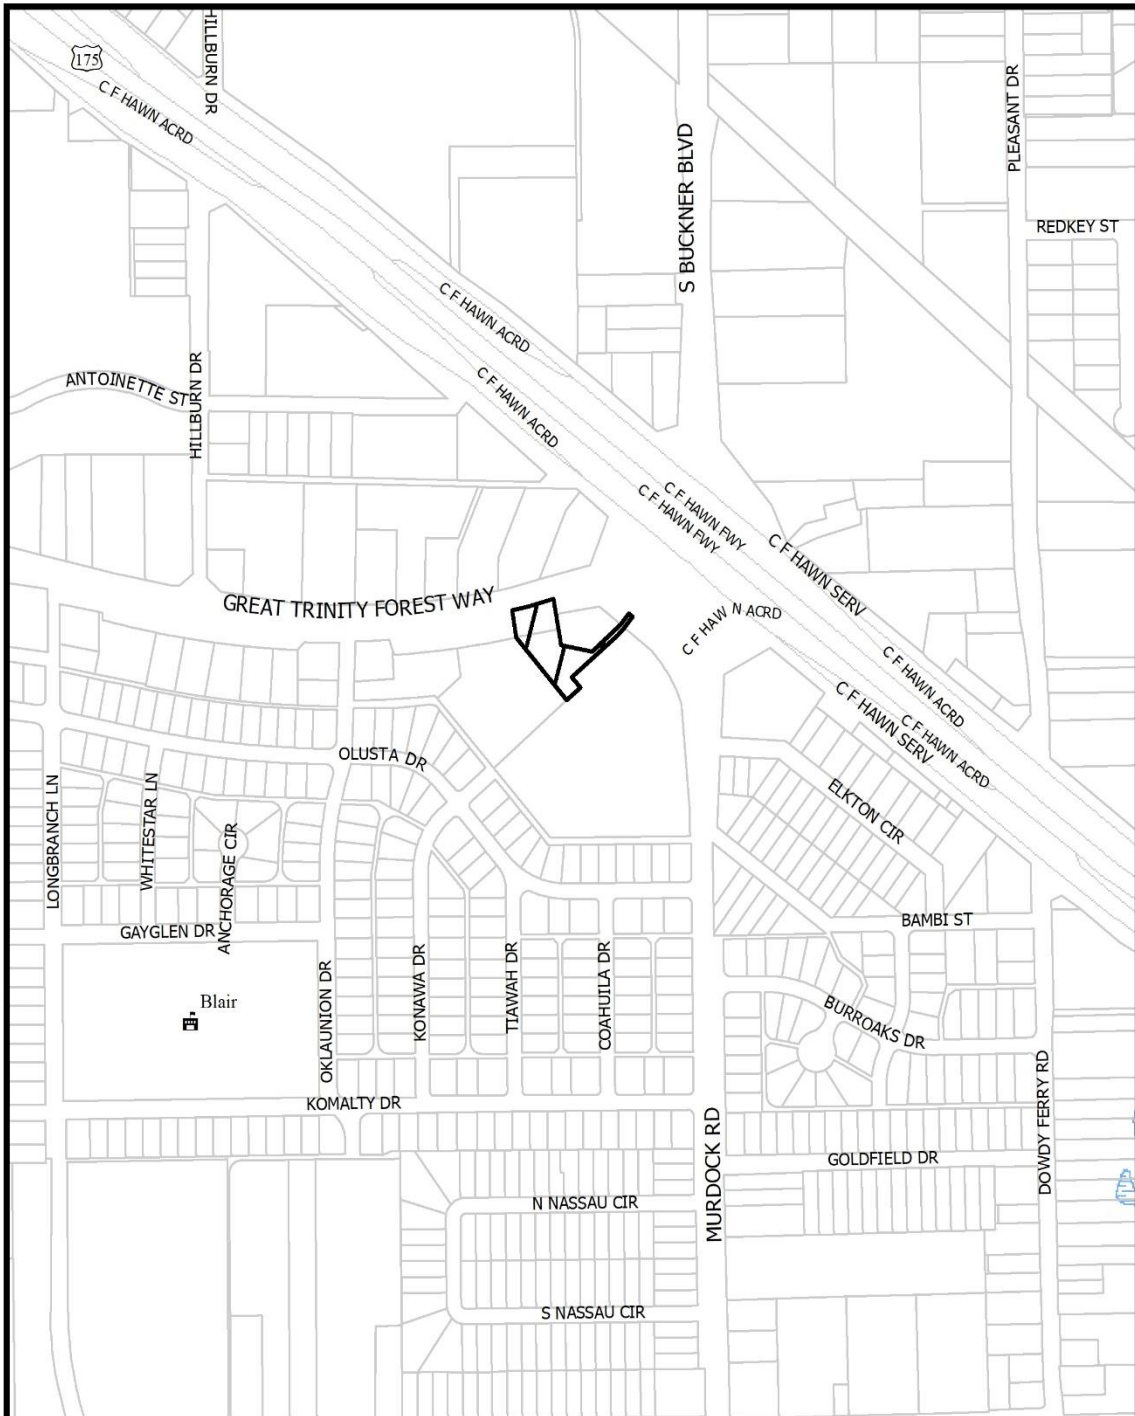 HILLBURN DR
175
C F HAWN ACRD
S BUCKNER BLVD
PLEASANT DR
REDKEY ST
C F HAWN ACRD
C F HAWN ACRD
ANTOINETTE ST
HILLBURN DR
C F HAWN FWY
C F HAWN FWY
C F HAWN SERV
GREAT TRINITY FOREST WAY
C F HAW N ACRD
C F HAWN ACRD
C F HAWN SERV
C F HAWN ACRD
OLUSTA DR
ELKTON CIR
LONGBRANCH LN
WHITESTAR LN
ANCHORAGE CIR
GAYGLEN DR
BAMBI ST
OKLAUNION DR
KONAWA DR
TIAWAH DR
COAHUILA DR
Blair
BURROAKS DR
KOMALTY DR
MURDOCK RD
DOWDY FERRY RD
GOLDFIELD DR
N NASSAU CIR
S NASSAU CIR